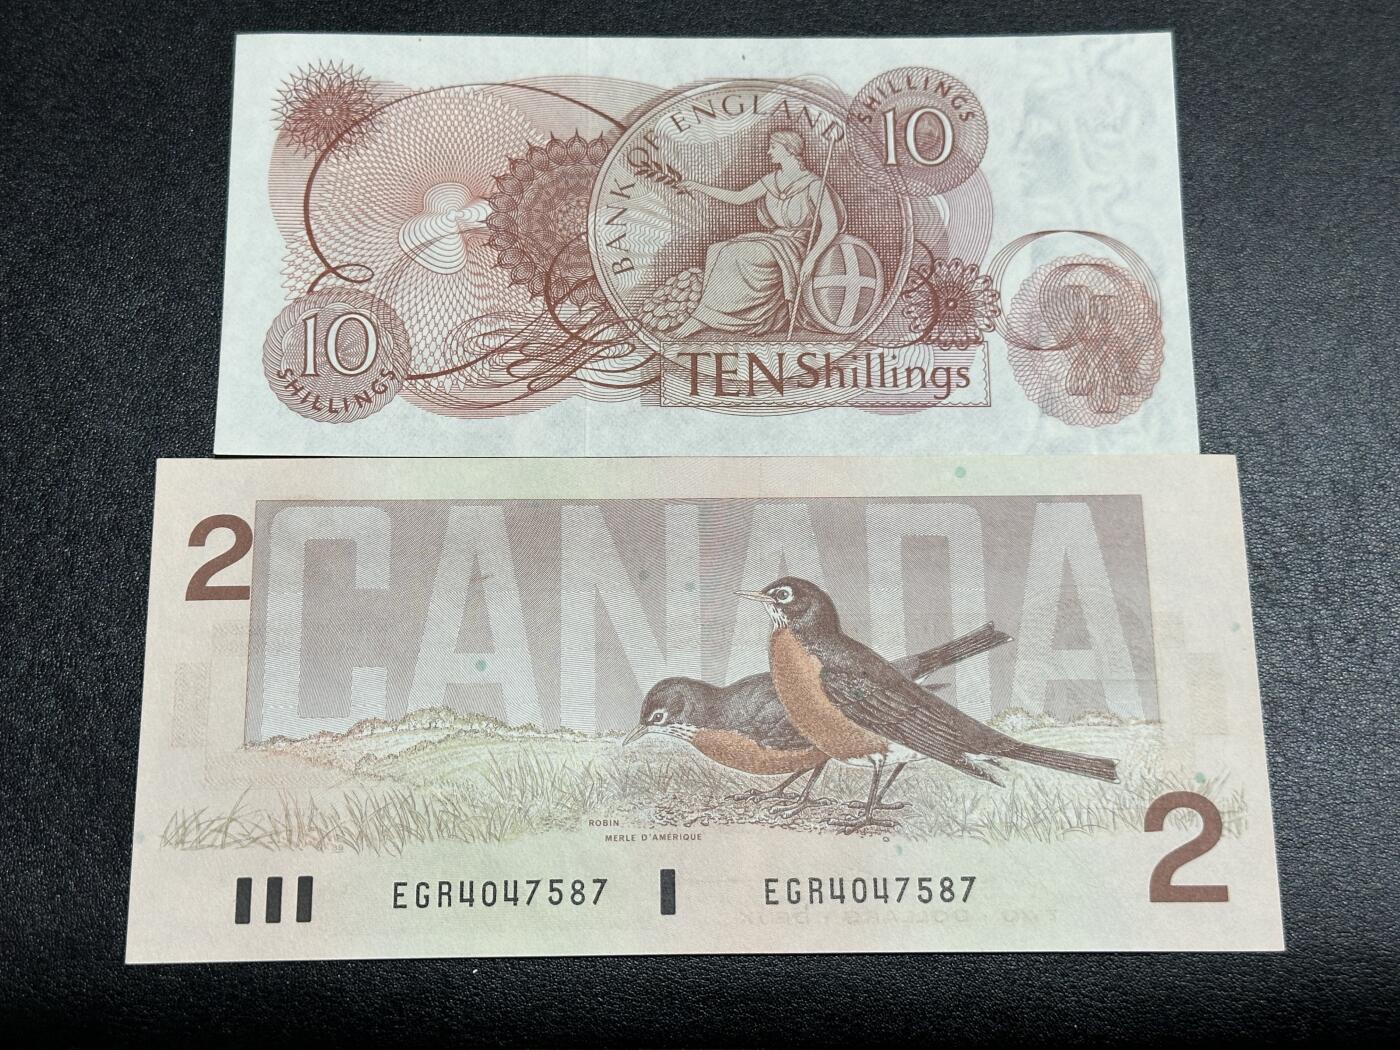 BANK OF ENGLAND
SHILLINGS
10
10
SHILLINGS
TEN Shillings
2
CANADA
ROBIN
MERLE D'AMÉRIQUE
2
EGR4047587 EGR4047587